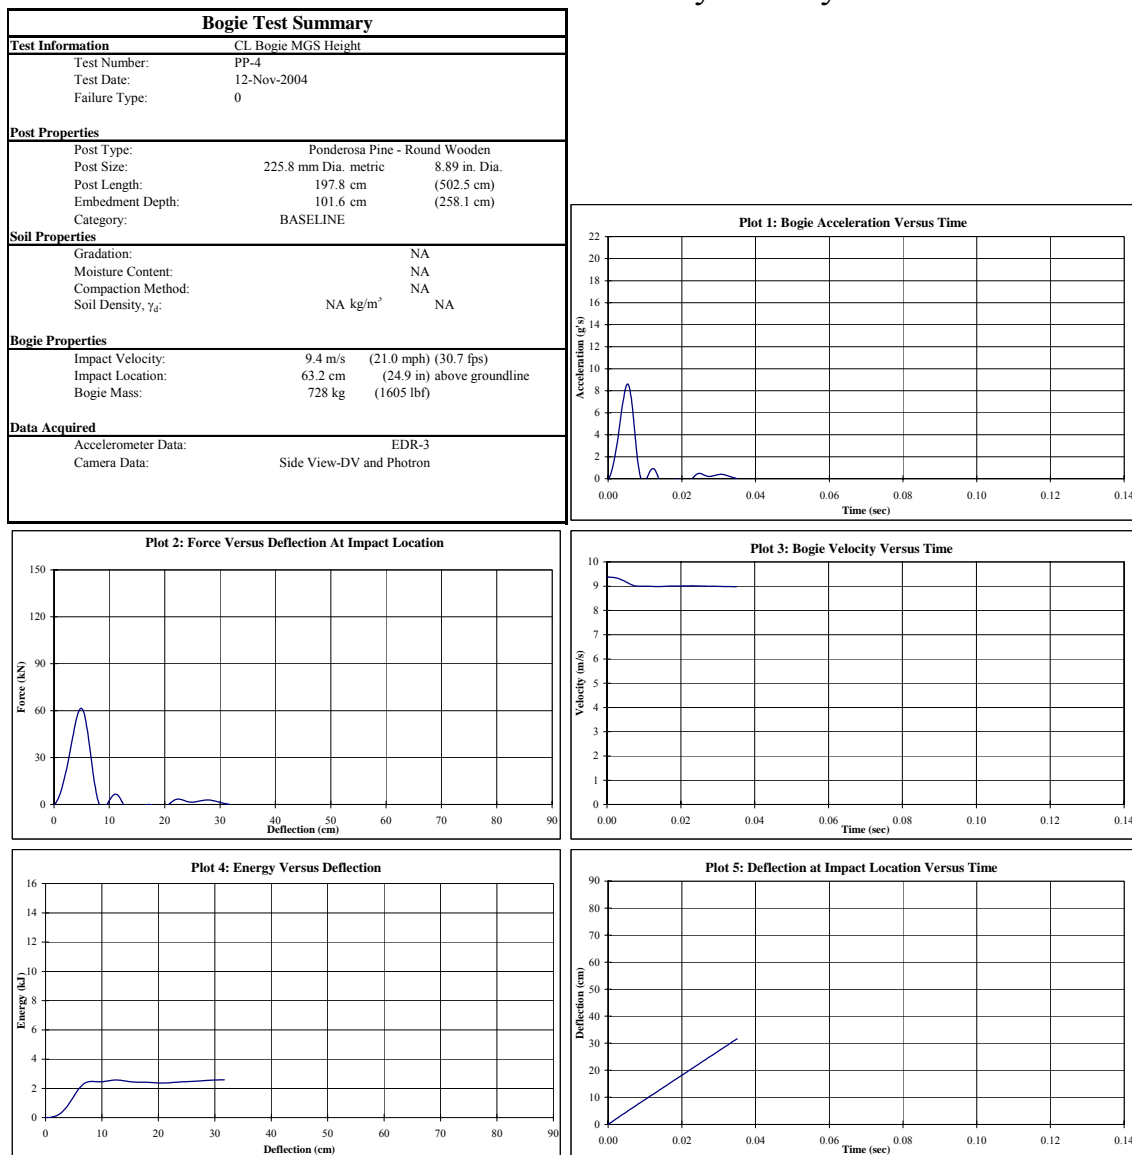 Bogie Test Summary
Test Information CL Bogie MGS Height
Test Number: PP-4
Test Date: 12-Nov-2004
Failure Type: 0
Post Properties
Post Type: Ponderosa Pine - Round Wooden
Post Size: 225.8 mm Dia. metric 8.89 in. Dia.
Post Length: 197.8 cm (502.5 cm)
Embedment Depth: 101.6 cm (258.1 cm)
Category: BASELINE
Soil Properties
Gradation: NA
Moisture Content: NA
Compaction Method: NA
Soil Density, γd: NA kg/m³ NA
Bogie Properties
Impact Velocity: 9.4 m/s (21.0 mph) (30.7 fps)
Impact Location: 63.2 cm (24.9 in) above groundline
Bogie Mass: 728 kg (1605 lbf)
Data Acquired
Accelerometer Data: EDR-3
Camera Data: Side View-DV and Photron
Plot 1: Bogie Acceleration Versus Time
22
20
18
16
14
12
10
8
6
4
2
0
Acceleration (g's)
0.00 0.02 0.04 0.06 0.08 0.10 0.12 0.14
Time (sec)
Plot 2: Force Versus Deflection At Impact Location
150
120
90
60
30
0
Force (kN)
0 10 20 30 40 50 60 70 80 90
Deflection (cm)
Plot 3: Bogie Velocity Versus Time
10
9
8
7
6
5
4
3
2
1
0
Velocity (m/s)
0.00 0.02 0.04 0.06 0.08 0.10 0.12 0.14
Time (sec)
Plot 4: Energy Versus Deflection
16
14
12
10
8
6
4
2
0
Energy (kJ)
0 10 20 30 40 50 60 70 80 90
Deflection (cm)
Plot 5: Deflection at Impact Location Versus Time
90
80
70
60
50
40
30
20
10
0
Deflection (cm)
0.00 0.02 0.04 0.06 0.08 0.10 0.12 0.14
Time (sec)